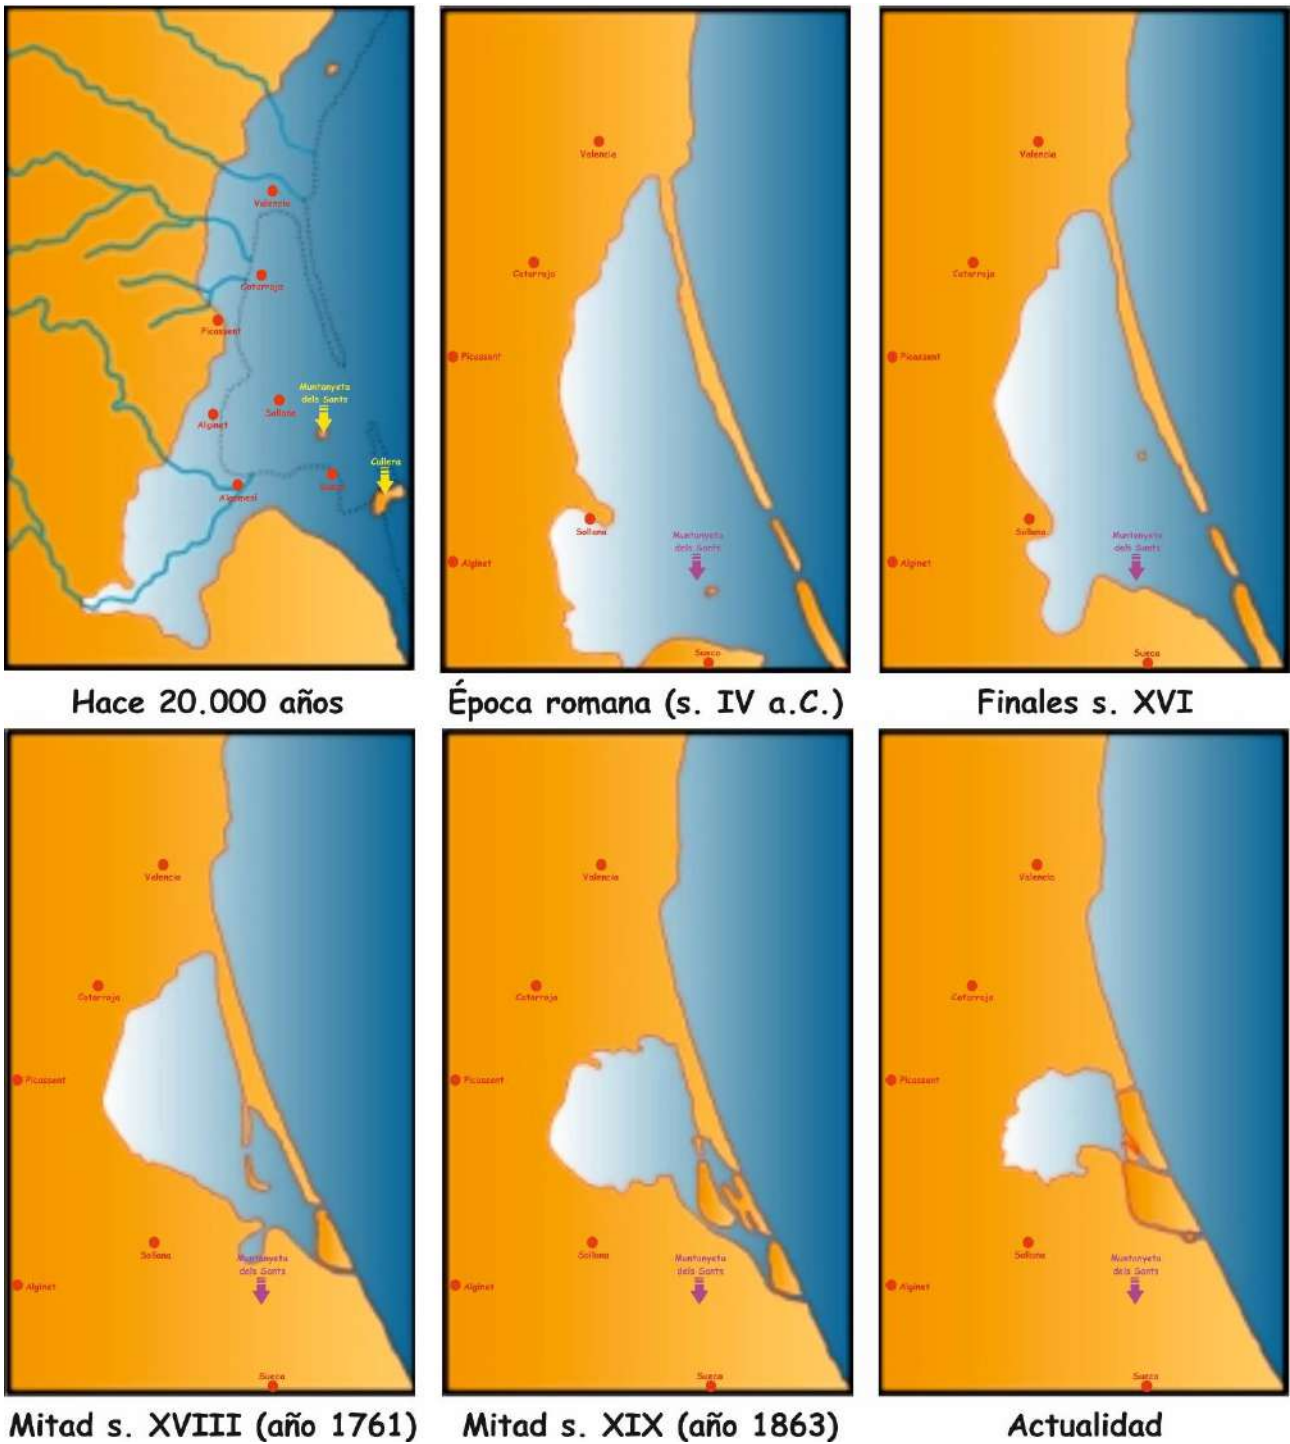 Valencia
Catarroja
Picassent
Muntanyeta
dels Sants
Sollana
Alginet
Cullera
Sueca
Algemesí
Hace 20.000 años
Valencia
Catarroja
Picassent
Sollana
Muntanyeta
dels Sants
Alginet
Sueca
Época romana (s. IV a.C.)
Valencia
Catarroja
Picassent
Sollana
Muntanyeta
dels Sants
Alginet
Sueca
Finales s. XVI
Valencia
Catarroja
Picassent
Sollana
Muntanyeta
dels Sants
Alginet
Sueca
Mitad s. XVIII (año 1761)
Valencia
Catarroja
Picassent
Sollana
Muntanyeta
dels Sants
Alginet
Sueca
Mitad s. XIX (año 1863)
Valencia
Catarroja
Picassent
Sollana
Muntanyeta
dels Sants
Alginet
Sueca
Actualidad